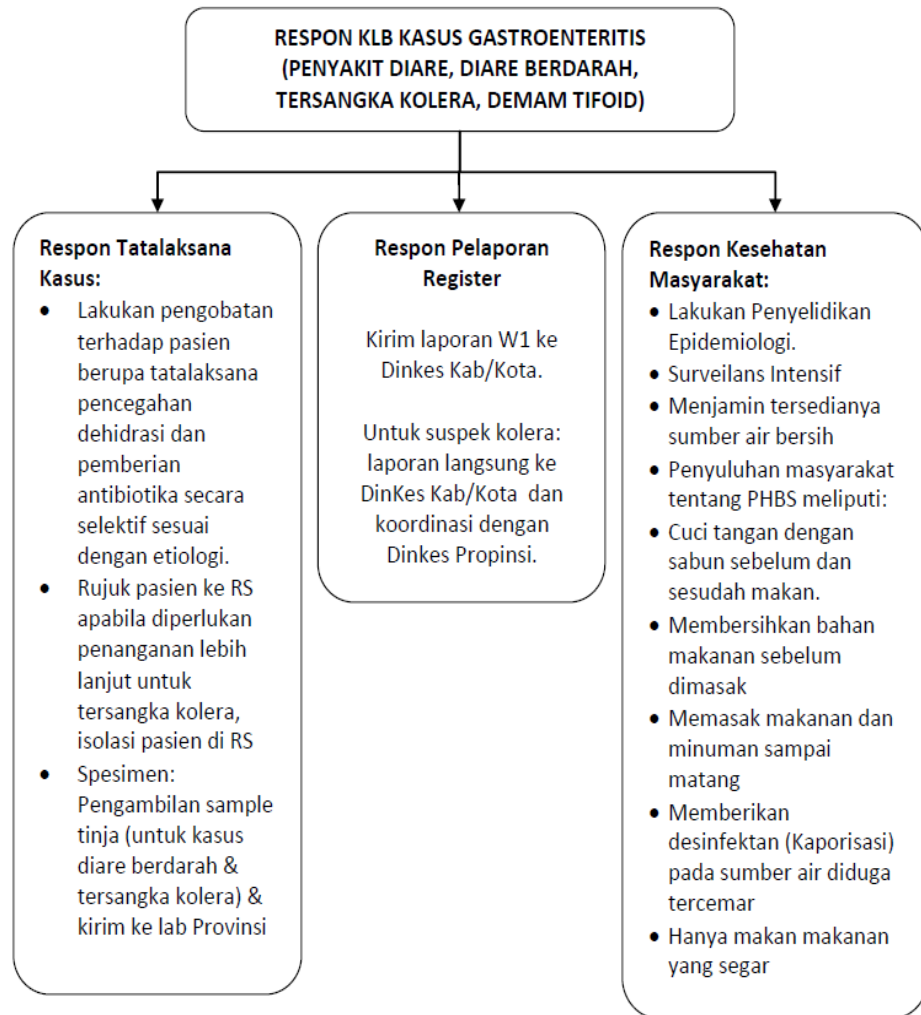 RESPON KLB KASUS GASTROENTERITIS
(PENYAKIT DIARE, DIARE BERDARAH,
TERSANGKA KOLERA, DEMAM TIFOID)
Respon Tatalaksana
Kasus:
• Lakukan pengobatan
terhadap pasien
berupa tatalaksana
pencegahan
dehidrasi dan
pemberian
antibiotika secara
selektif sesuai
dengan etiologi.
• Rujuk pasien ke RS
apabila diperlukan
penanganan lebih
lanjut untuk
tersangka kolera,
isolasi pasien di RS
• Spesimen:
Pengambilan sample
tinja (untuk kasus
diare berdarah &
tersangka kolera) &
kirim ke lab Provinsi
Respon Pelaporan
Register
Kirim laporan W1 ke
Dinkes Kab/Kota.
Untuk suspek kolera:
laporan langsung ke
DinKes Kab/Kota dan
koordinasi dengan
Dinkes Propinsi.
Respon Kesehatan
Masyarakat:
• Lakukan Penyelidikan
Epidemiologi.
• Surveilans Intensif
• Menjamin tersedianya
sumber air bersih
• Penyuluhan masyarakat
tentang PHBS meliputi:
• Cuci tangan dengan
sabun sebelum dan
sesudah makan.
• Membersihkan bahan
makanan sebelum
dimasak
• Memasak makanan dan
minuman sampai
matang
• Memberikan
desinfektan (Kaporisasi)
pada sumber air diduga
tercemar
• Hanya makan makanan
yang segar